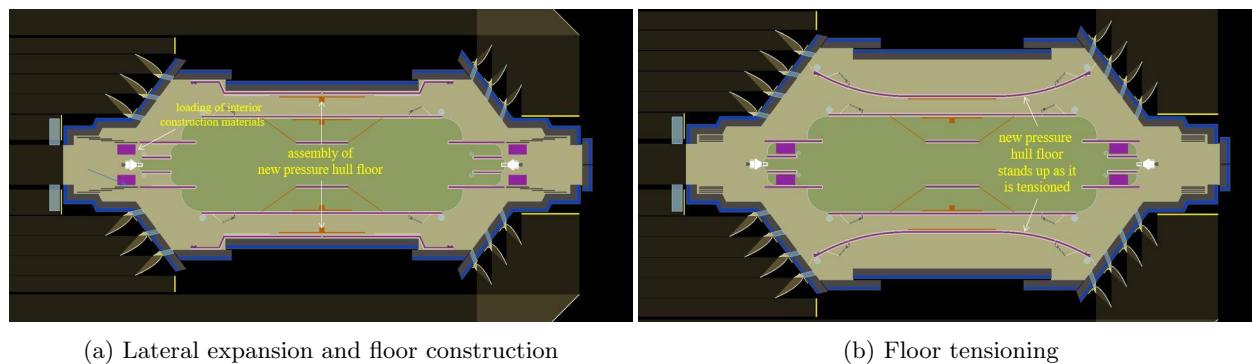 loading of interior
construction materials
assembly of
new pressure hull floor
new pressure
hull floor
stands up as it
is tensioned
(a) Lateral expansion and floor construction
(b) Floor tensioning